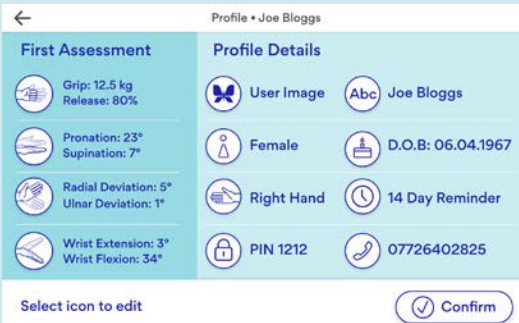 Profile • Joe Bloggs
First Assessment
Grip: 12.5 kg
Release: 80%
Pronation: 23°
Supination: 7°
Radial Deviation: 5°
Ulnar Deviation: 1°
Wrist Extension: 3°
Wrist Flexion: 34°
Profile Details
User Image
Abc
Joe Bloggs
Female
D.O.B: 06.04.1967
Right Hand
14 Day Reminder
PIN 1212
07726402825
Select icon to edit
Confirm